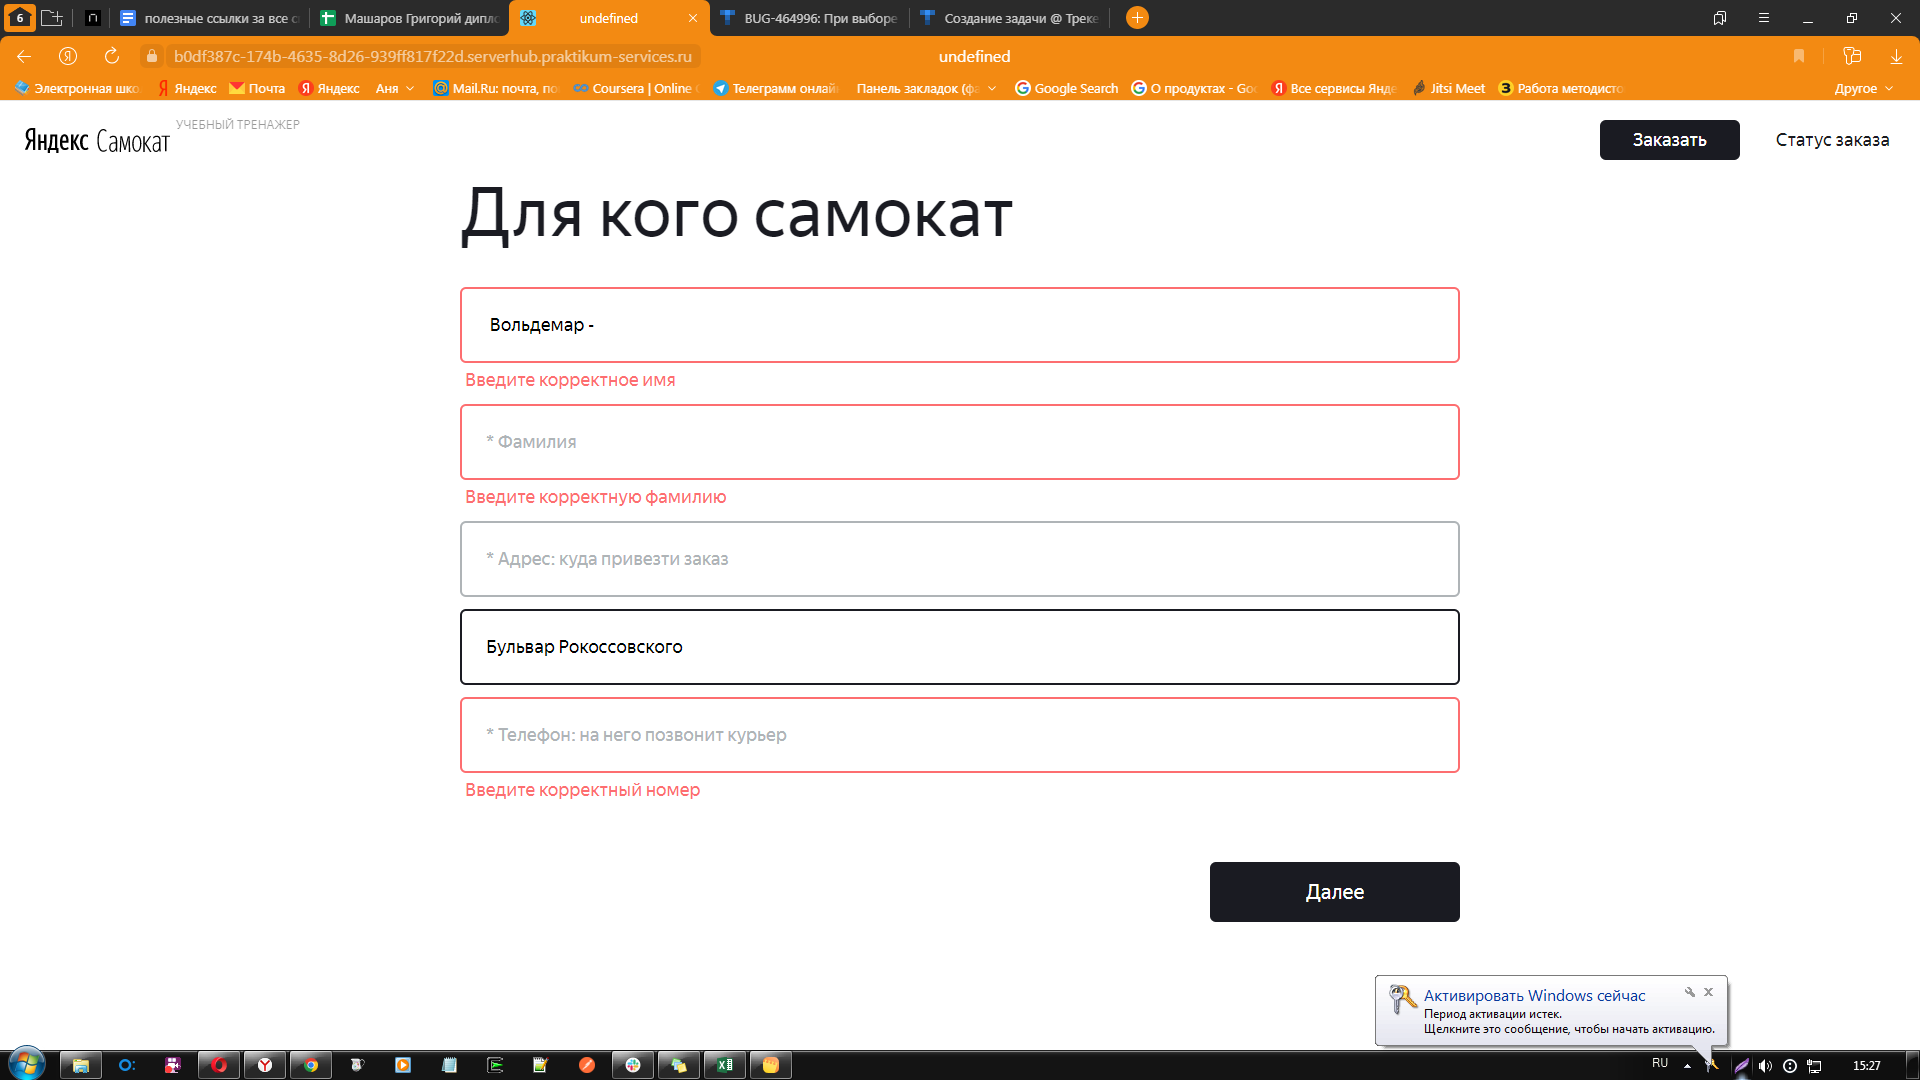 6
полезные ссылки за все с
Машаров Григорий дипло
undefined
BUG-464996: При выборе
Создание задачи @ Треке
b0df387c-174b-4635-8d26-939ff817f22d.serverhub.praktikum-services.ru
undefined
Электронная шко
Яндекс
Почта
Яндекс
Аня
Mail.Ru: почта, по
Coursera | Online
Телеграмм онлай
Панель закладок (фа
Google Search
О продуктах - Goo
Все сервисы Янде
Jitsi Meet
Работа методисто
Другое
Яндекс Самокат
УЧЕБНЫЙ ТРЕНАЖЕР
Заказать
Статус заказа
Для кого самокат
Вольдемар -
Введите корректное имя
* Фамилия
Введите корректную фамилию
* Адрес: куда привезти заказ
Бульвар Рокоссовского
* Телефон: на него позвонит курьер
Введите корректный номер
Далее
Активировать Windows сейчас
Период активации истек.
Щелкните это сообщение, чтобы начать активацию.
RU
15:27